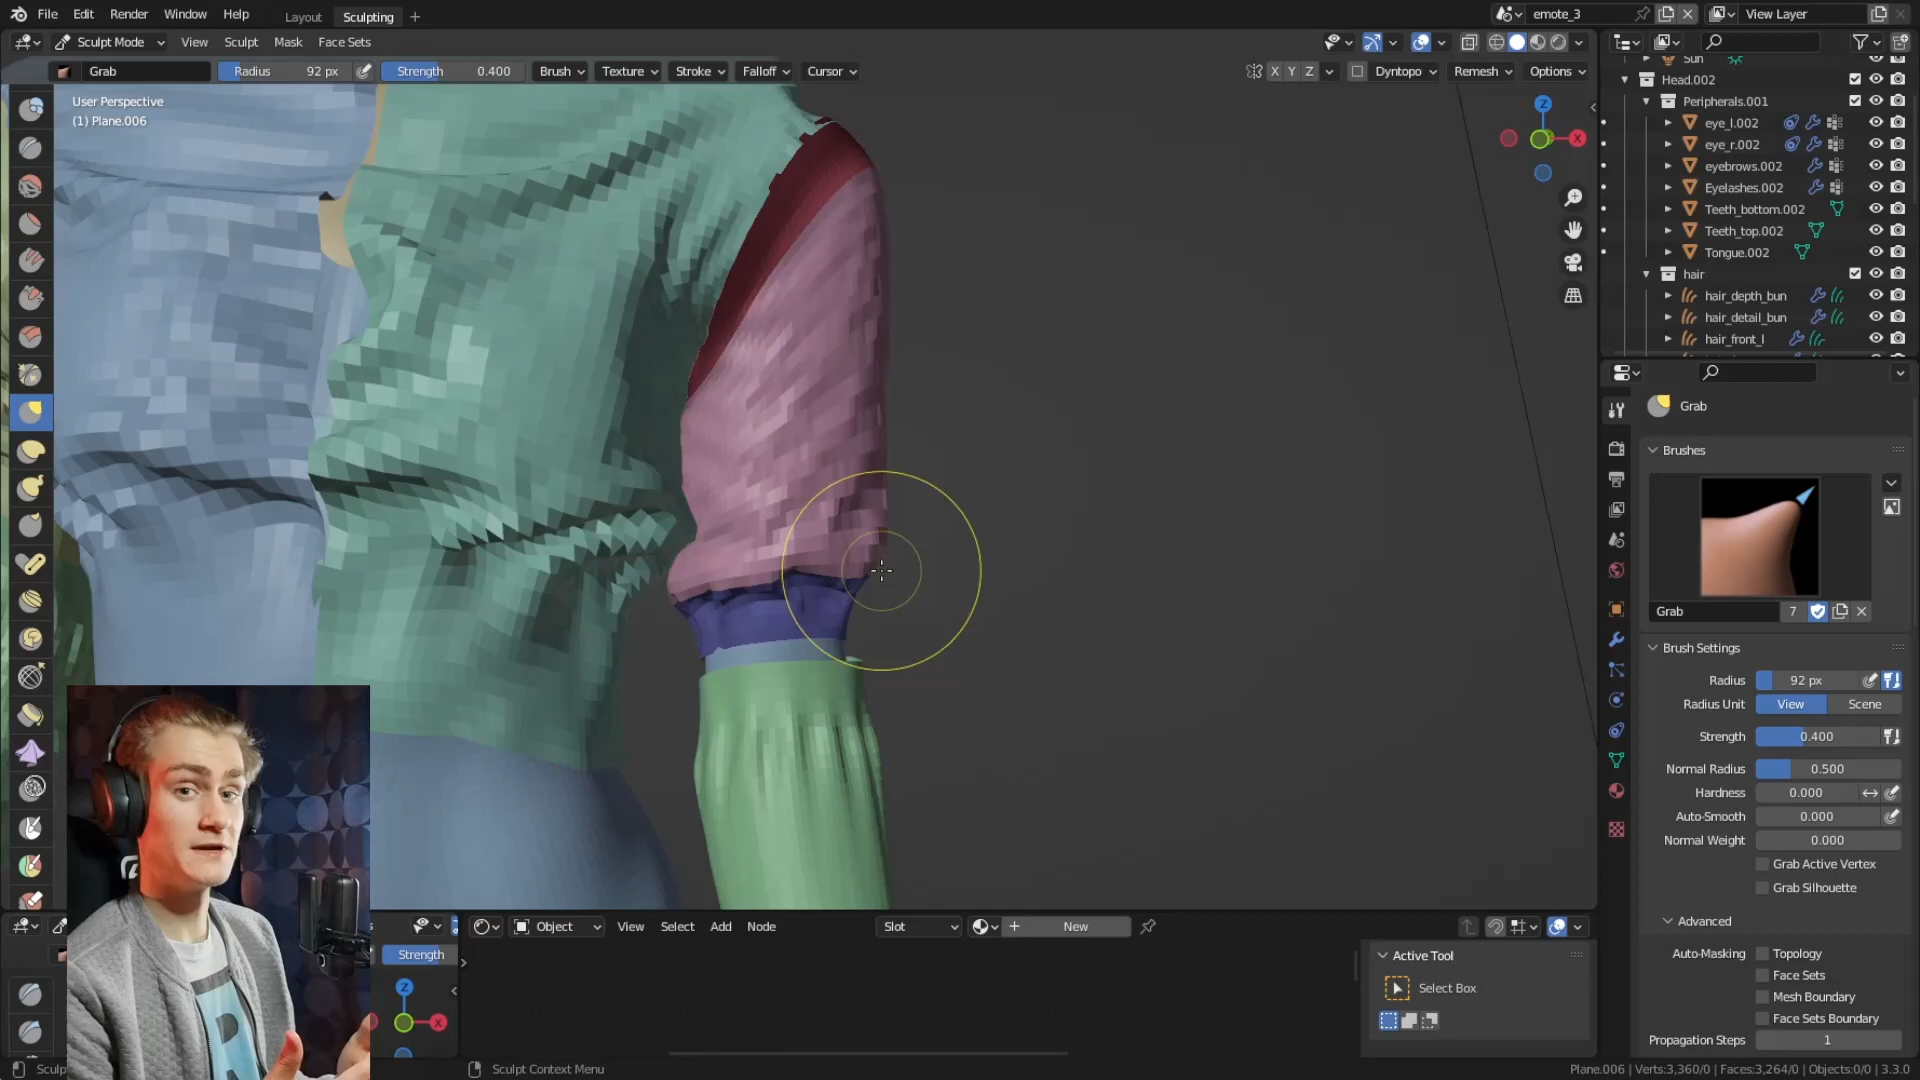 File Edit Render Window Help Layout Sculpting + emote_3 View Layer
Sculpt Mode View Sculpt Mask Face Sets
Grab Radius 92 px Strength 0.400 Brush Texture Stroke Falloff Cursor X Y Z Dyntopo Remesh Options
User Perspective
(1) Plane.006
Z
X
Sun
Head.002
Peripherals.001
eye_l.002
eye_r.002
eyebrows.002
Eyelashes.002
Teeth_bottom.002
Teeth_top.002
Tongue.002
hair
hair_depth_bun
hair_detail_bun
hair_front_l
Grab
Brushes
Grab 7
Brush Settings
Radius 92 px
Radius Unit View Scene
Strength 0.400
Normal Radius 0.500
Hardness 0.000
Auto-Smooth 0.000
Normal Weight 0.000
Grab Active Vertex
Grab Silhouette
Advanced
Auto-Masking Topology
Face Sets
Mesh Boundary
Face Sets Boundary
Propagation Steps 1
Object View Select Add Node Slot New
Strength
Z
X
Active Tool
Select Box
Sculp Sculpt Context Menu Plane.006 | Verts:3,360/0 | Faces:3,264/0 | Objects:0/0 | 3.3.0